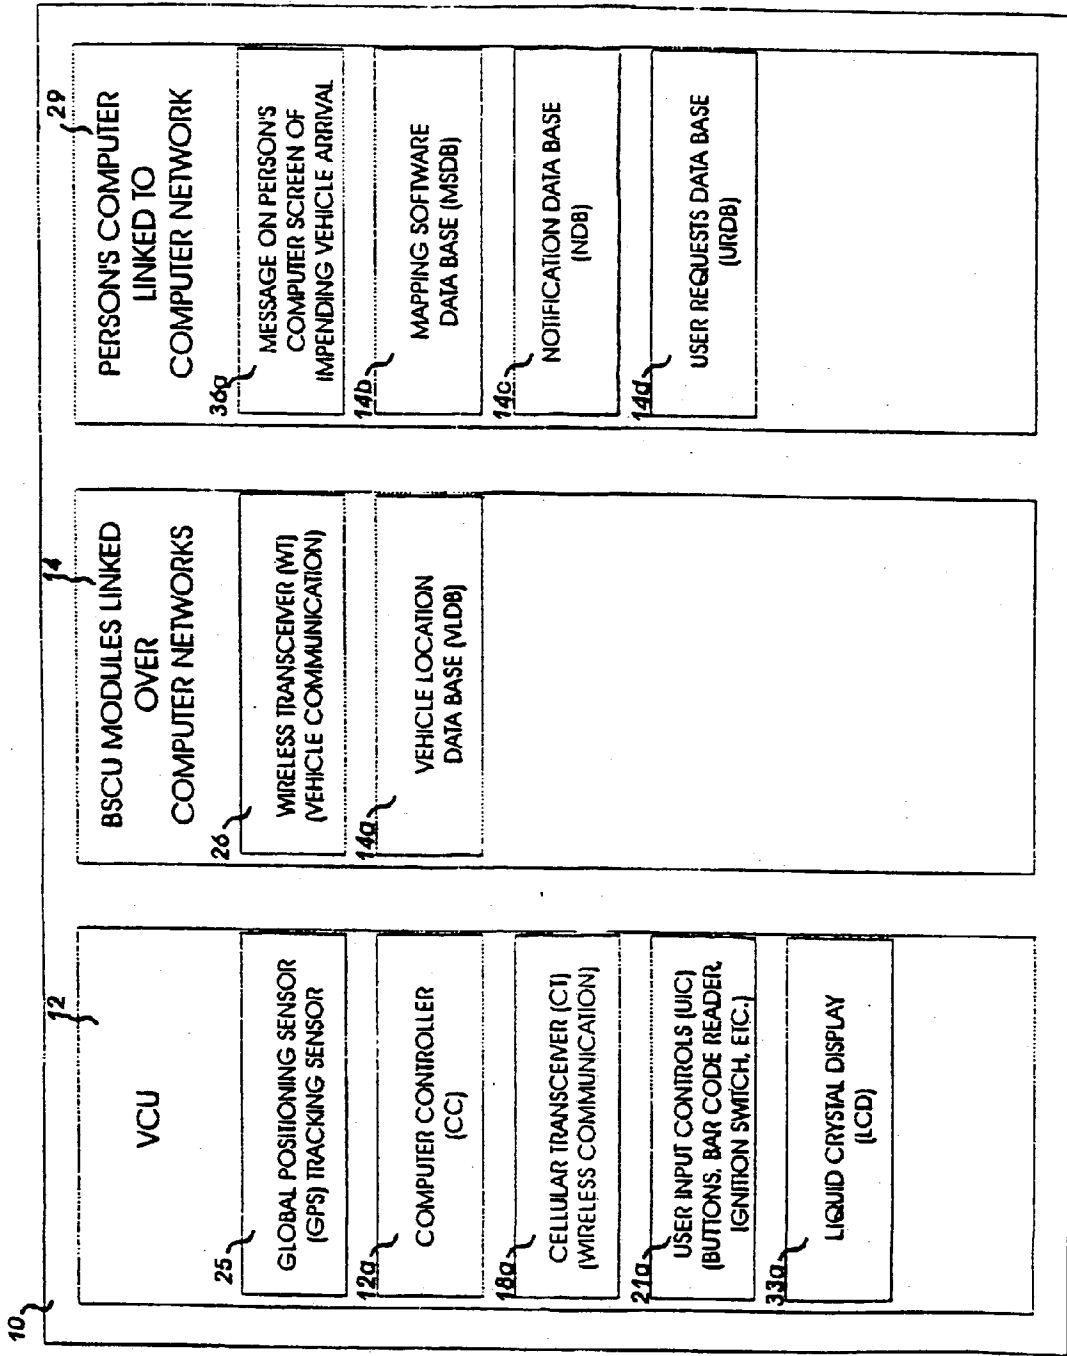 10
12
VCU
25
GLOBAL POSITIONING SENSOR
(GPS) TRACKING SENSOR
12a
COMPUTER CONTROLLER
(CC)
18a
CELLULAR TRANSCEIVER (CT)
(WIRELESS COMMUNICATION)
21a
USER INPUT CONTROLS (UIC)
(BUTTONS, BAR CODE READER,
IGNITION SWITCH, ETC.)
33a
LIQUID CRYSTAL DISPLAY
(LCD)
14
BSCU MODULES LINKED
OVER
COMPUTER NETWORKS
26
WIRELESS TRANSCEIVER (WT)
(VEHICLE COMMUNICATION)
14a
VEHICLE LOCATION
DATA BASE (VLDB)
29
PERSON'S COMPUTER
LINKED TO
COMPUTER NETWORK
36a
MESSAGE ON PERSON'S
COMPUTER SCREEN OF
IMPENDING VEHICLE ARRIVAL
14b
MAPPING SOFTWARE
DATA BASE (MSDB)
14c
NOTIFICATION DATA BASE
(NDB)
14d
USER REQUESTS DATA BASE
(URDB)